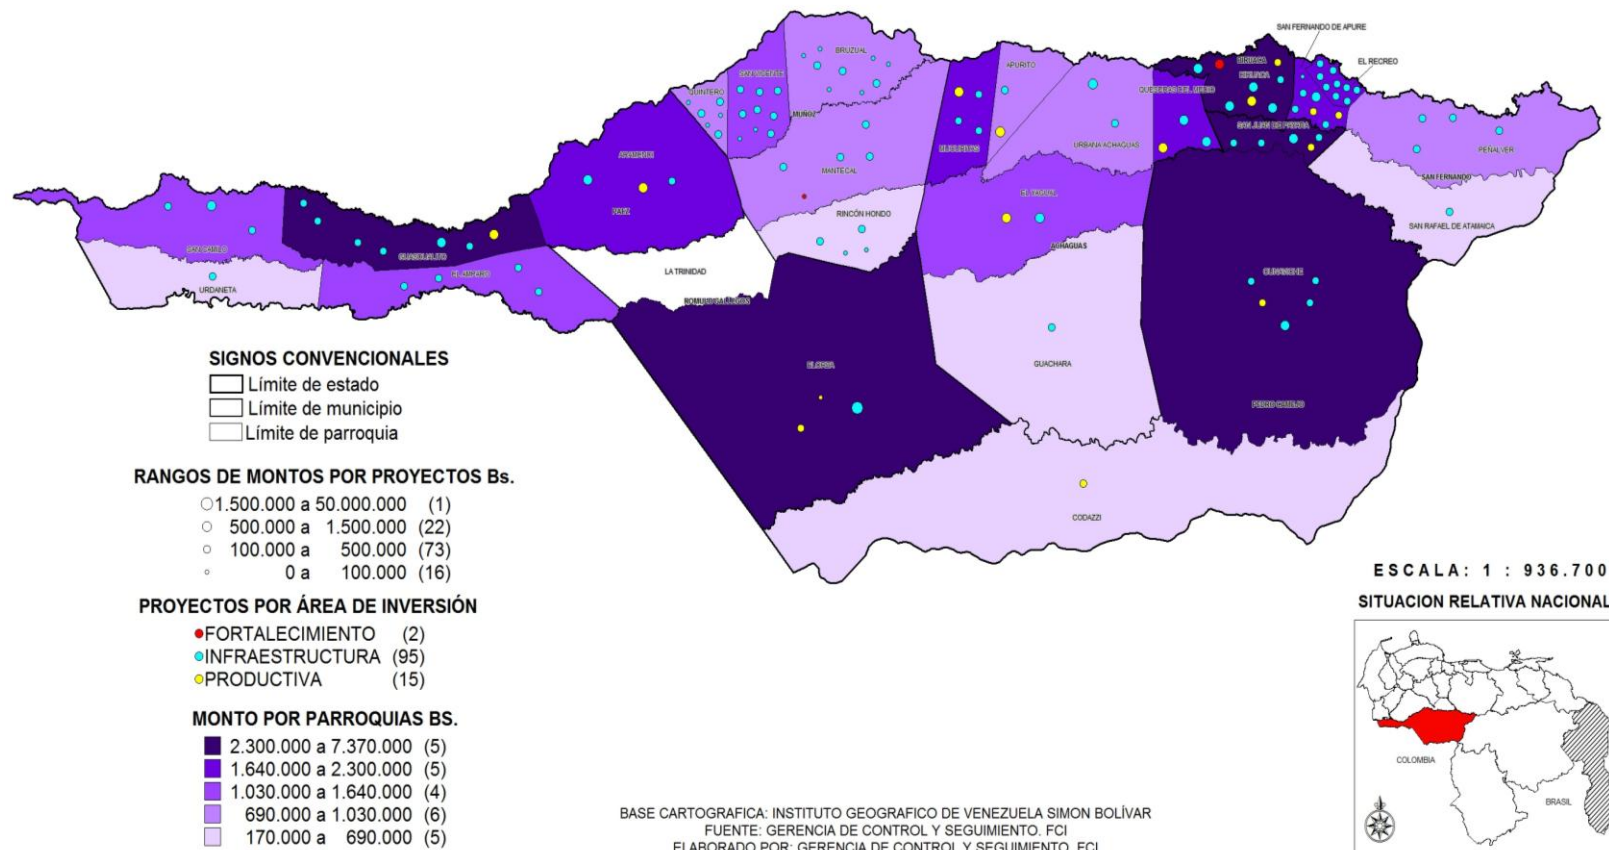 SAN FERNANDO DE APURE
EL RECREO
BRUZUAL
SAN VICENTE
QUINTERO
MUÑOZ
APURITO
BIRUACA
BIRUACA
QUESERAS DEL MEDIO
SAN JUAN DE PAYARA
URBANA ACHAGUAS
MUCURITAS
PEÑALVER
SAN FERNANDO
SAN RAFAEL DE ATAMAICA
ARAMENDI
PAEZ
MANTECAL
RINCÓN HONDO
EL YAGUAL
ACHAGUAS
SAN CAMILO
GUASDUALITO
EL AMPARO
URDANETA
LA TRINIDAD
ROMULO GALLEGOS
CUNAVICHE
ELORZA
GUACHARA
PEDRO CAMEJO
CODAZZI
SIGNOS CONVENCIONALES
Límite de estado
Límite de municipio
Límite de parroquia
RANGOS DE MONTOS POR PROYECTOS Bs.
1.500.000 a 50.000.000 (1)
500.000 a 1.500.000 (22)
100.000 a 500.000 (73)
0 a 100.000 (16)
PROYECTOS POR ÁREA DE INVERSIÓN
FORTALECIMIENTO (2)
INFRAESTRUCTURA (95)
PRODUCTIVA (15)
MONTO POR PARROQUIAS BS.
2.300.000 a 7.370.000 (5)
1.640.000 a 2.300.000 (5)
1.030.000 a 1.640.000 (4)
690.000 a 1.030.000 (6)
170.000 a 690.000 (5)
BASE CARTOGRAFICA: INSTITUTO GEOGRAFICO DE VENEZUELA SIMON BOLÍVAR
FUENTE: GERENCIA DE CONTROL Y SEGUIMIENTO. FCI
ELABORADO POR: GERENCIA DE CONTROL Y SEGUIMIENTO. FCI
ESCALA: 1 : 936.700
SITUACION RELATIVA NACIONAL
COLOMBIA
BRASIL